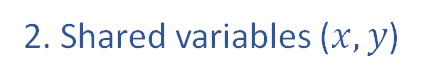 2. Shared variables (x, y)